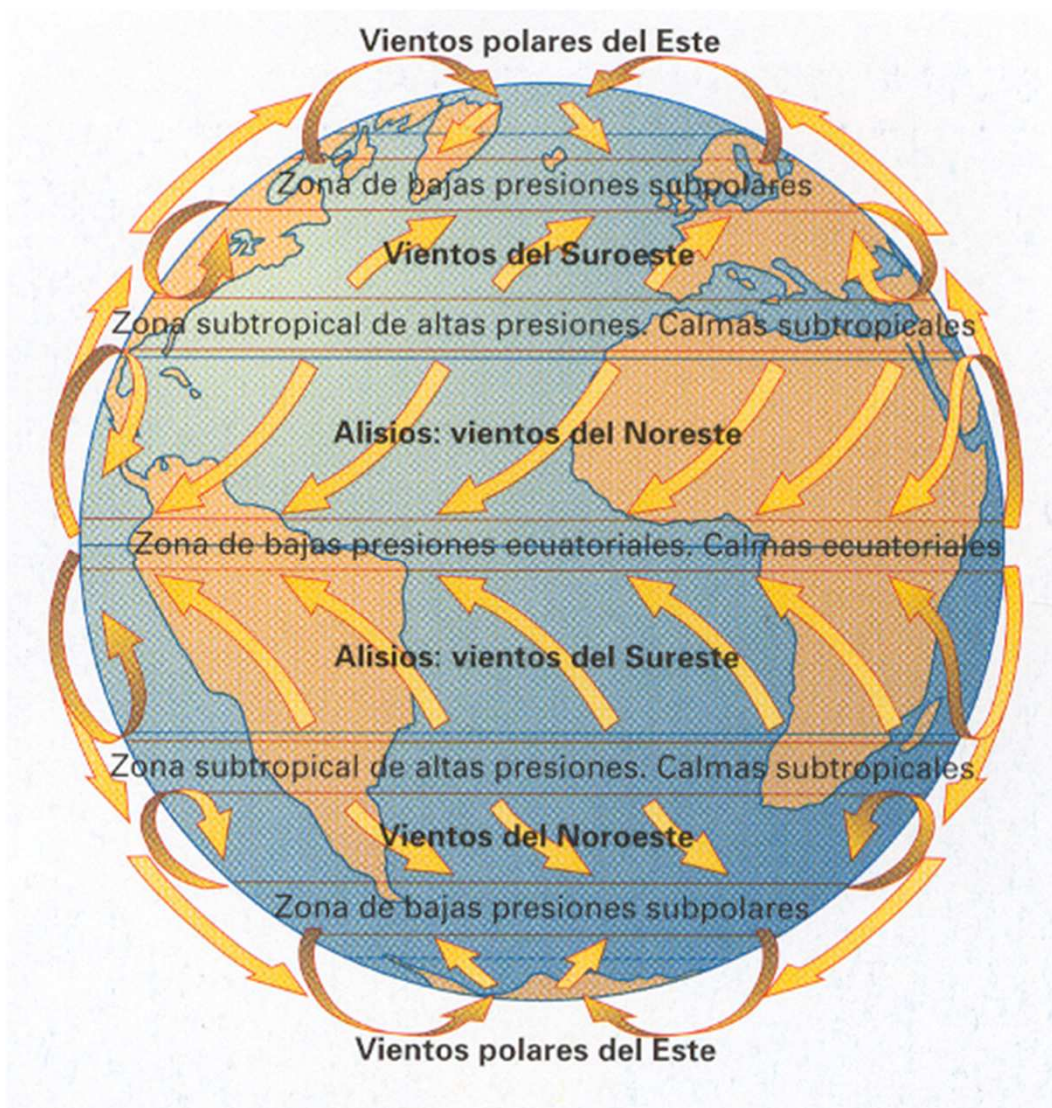 Vientos polares del Este
Zona de bajas presiones subpolares
Vientos del Suroeste
Zona subtropical de altas presiones. Calmas subtropicales
Alisios: vientos del Noreste
Zona de bajas presiones ecuatoriales. Calmas ecuatoriales
Alisios: vientos del Sureste
Zona subtropical de altas presiones. Calmas subtropicales
Vientos del Noroeste
Zona de bajas presiones subpolares
Vientos polares del Este